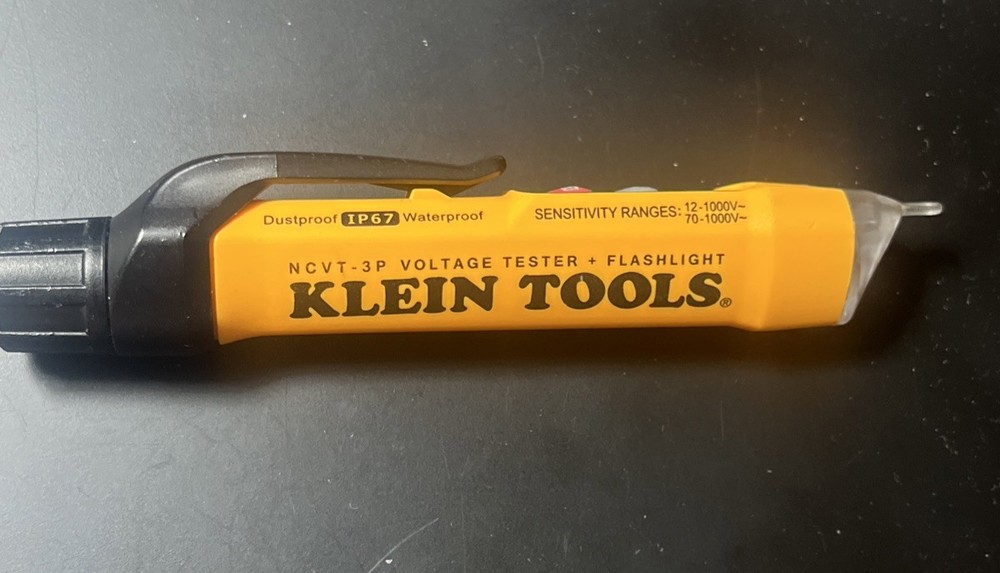 Dustproof IP67 Waterproof
SENSITIVITY RANGES: 12-1000V~
70-1000V~
NCVT-3P VOLTAGE TESTER + FLASHLIGHT
KLEIN TOOLS®